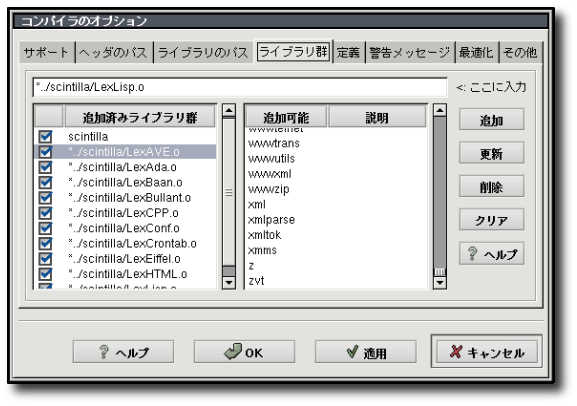 コンパイラのオプション
サポート ヘッダのパス ライブラリのパス ライブラリ群 定義 警告メッセージ 最適化 その他
*../scintilla/LexLisp.o <: ここに入力
追加済みライブラリ群 追加可能 説明
追加
更新
削除
クリア
? ヘルプ
scintilla
*../scintilla/LexAVE.o
*../scintilla/LexAda.o
*../scintilla/LexBaan.o
*../scintilla/LexBullant.o
*../scintilla/LexCPP.o
*../scintilla/LexConf.o
*../scintilla/LexCrontab.o
*../scintilla/LexEiffel.o
*../scintilla/LexHTML.o
*../scintilla/LexLisp.o
wwwtelnet
wwwtrans
wwwutils
wwwxml
wwwzip
xml
xmlparse
xmltok
xmms
z
zvt
? ヘルプ OK 適用 キャンセル